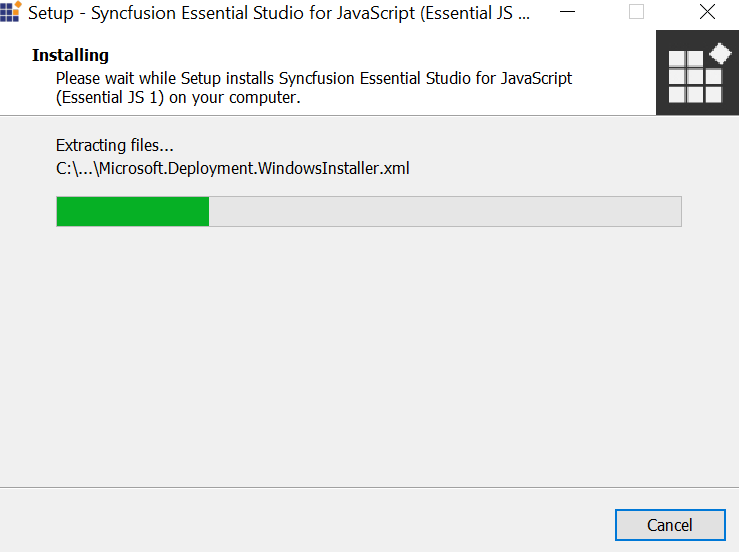 Setup - Syncfusion Essential Studio for JavaScript (Essential JS ...
Installing
Please wait while Setup installs Syncfusion Essential Studio for JavaScript
(Essential JS 1) on your computer.
Extracting files...
C:\...\Microsoft.Deployment.WindowsInstaller.xml
Cancel